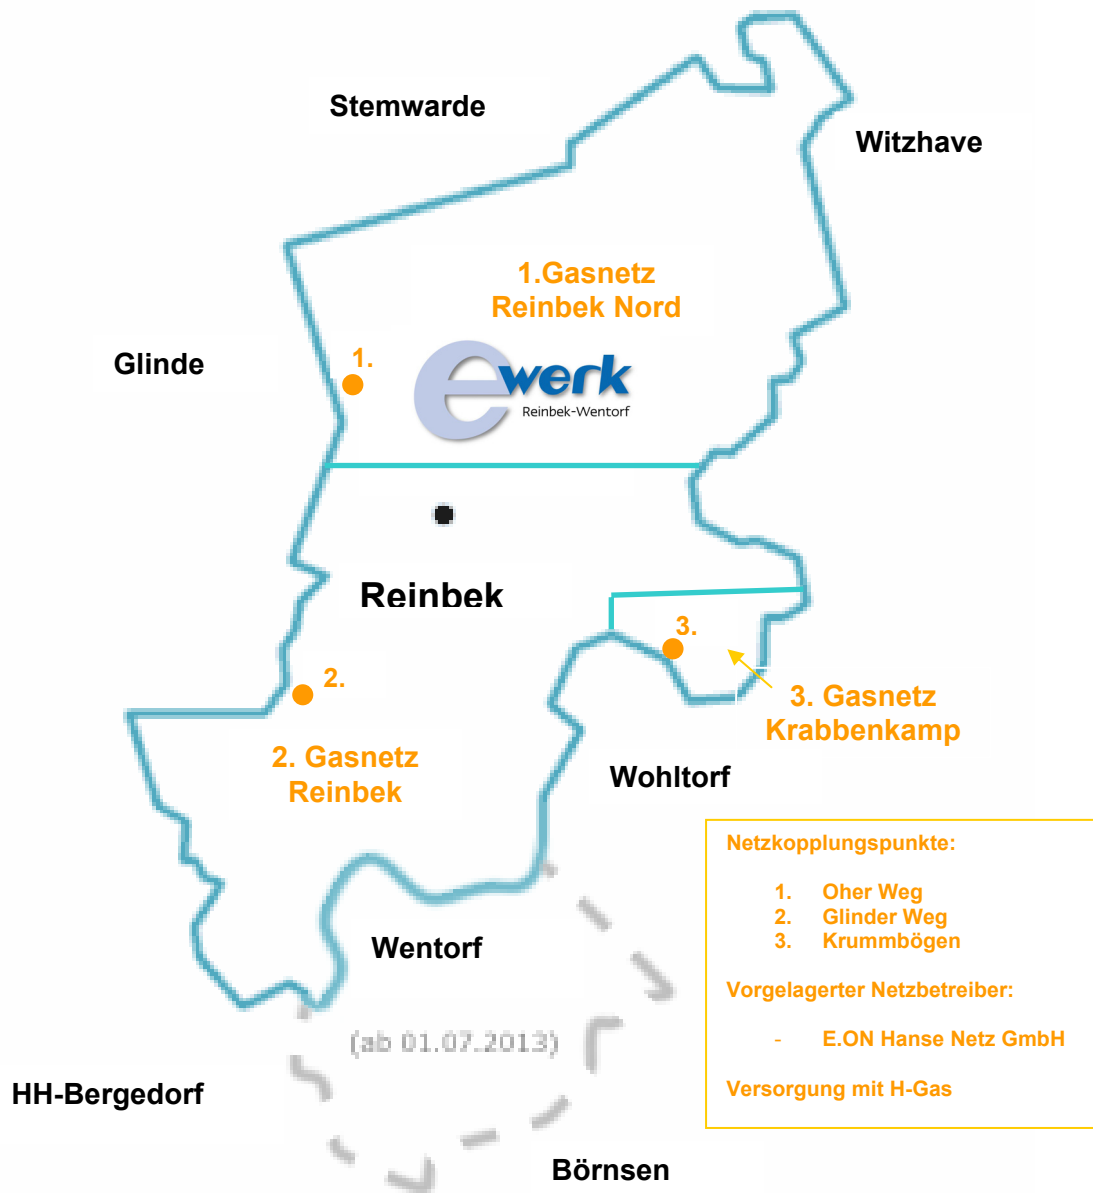 Stemwarde
Witzhave
1.Gasnetz
Reinbek Nord
Glinde
1.
ewerk
Reinbek-Wentorf
Reinbek
3.
2.
3. Gasnetz
Krabbenkamp
2. Gasnetz
Reinbek
Wohltorf
Netzkopplungspunkte:
1. Oher Weg
2. Glinder Weg
3. Krummbögen
Vorgelagerter Netzbetreiber:
- E.ON Hanse Netz GmbH
Versorgung mit H-Gas
Wentorf
(ab 01.07.2013)
HH-Bergedorf
Börnsen